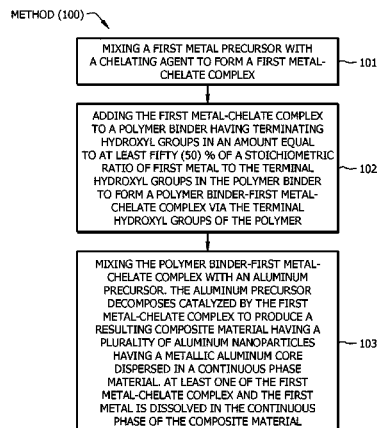 METHOD (100)
MIXING A FIRST METAL PRECURSOR WITH
A CHELATING AGENT TO FORM A FIRST METAL-
CHELATE COMPLEX
101
ADDING THE FIRST METAL-CHELATE COMPLEX
TO A POLYMER BINDER HAVING TERMINATING
HYDROXYL GROUPS IN AN AMOUNT EQUAL
TO AT LEAST FIFTY (50) % OF A STOICHIOMETRIC
RATIO OF FIRST METAL TO THE TERMINAL
HYDROXYL GROUPS IN THE POLYMER BINDER
TO FORM A POLYMER BINDER-FIRST METAL-
CHELATE COMPLEX VIA THE TERMINAL
HYDROXYL GROUPS OF THE POLYMER
102
MIXING THE POLYMER BINDER-FIRST METAL-
CHELATE COMPLEX WITH AN ALUMINUM
PRECURSOR. THE ALUMINUM PRECURSOR
DECOMPOSES CATALYZED BY THE FIRST
METAL-CHELATE COMPLEX TO PRODUCE A
RESULTING COMPOSITE MATERIAL HAVING A
PLURALITY OF ALUMINUM NANOPARTICLES
HAVING A METALLIC ALUMINUM CORE
DISPERSED IN A CONTINUOUS PHASE
MATERIAL. AT LEAST ONE OF THE FIRST
METAL-CHELATE COMPLEX AND THE FIRST
METAL IS DISSOLVED IN THE CONTINUOUS
PHASE OF THE COMPOSITE MATERIAL
103